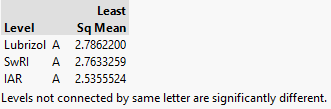 Least
Level Sq Mean
Lubrizol A 2.7862200
SwRI A 2.7633259
IAR A 2.5355524
Levels not connected by same letter are significantly different.